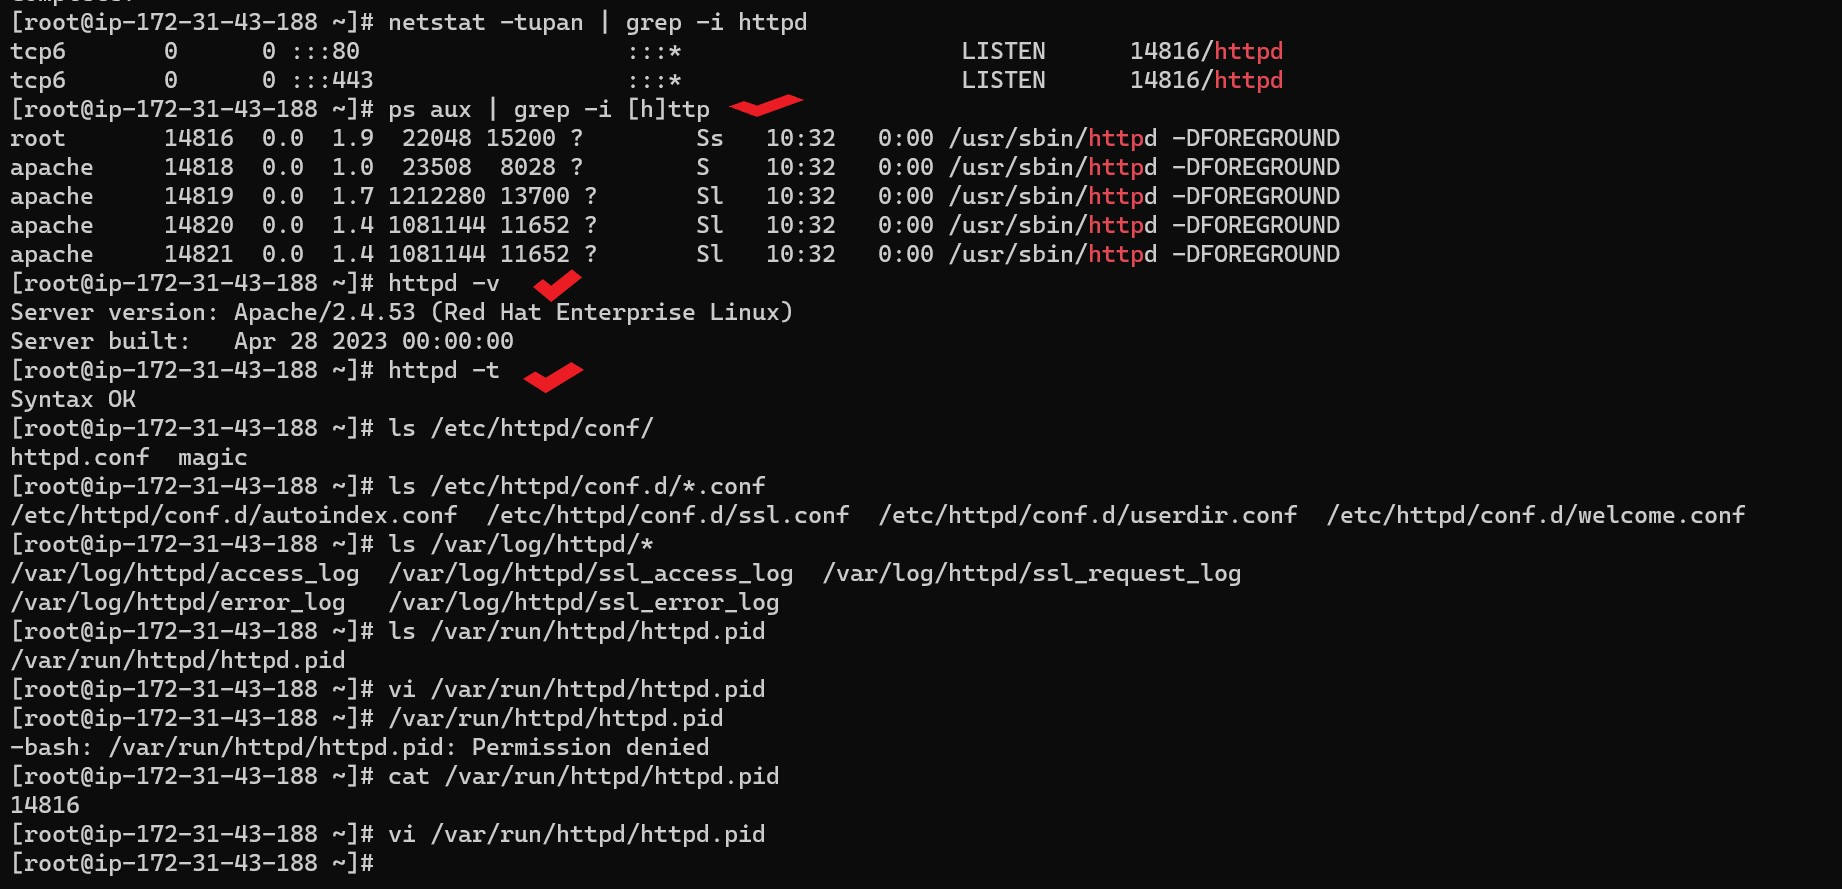 [root@ip-172-31-43-188 ~]# netstat -tupan | grep -i httpd
tcp6       0      0 :::80                   :::*                    LISTEN      14816/httpd
tcp6       0      0 :::443                  :::*                    LISTEN      14816/httpd
[root@ip-172-31-43-188 ~]# ps aux | grep -i [h]ttp
root       14816  0.0  1.9  22048 15200 ?        Ss   10:32   0:00 /usr/sbin/httpd -DFOREGROUND
apache     14818  0.0  1.0  23508  8028 ?        S    10:32   0:00 /usr/sbin/httpd -DFOREGROUND
apache     14819  0.0  1.7 1212280 13700 ?       Sl   10:32   0:00 /usr/sbin/httpd -DFOREGROUND
apache     14820  0.0  1.4 1081144 11652 ?       Sl   10:32   0:00 /usr/sbin/httpd -DFOREGROUND
apache     14821  0.0  1.4 1081144 11652 ?       Sl   10:32   0:00 /usr/sbin/httpd -DFOREGROUND
[root@ip-172-31-43-188 ~]# httpd -v
Server version: Apache/2.4.53 (Red Hat Enterprise Linux)
Server built:   Apr 28 2023 00:00:00
[root@ip-172-31-43-188 ~]# httpd -t
Syntax OK
[root@ip-172-31-43-188 ~]# ls /etc/httpd/conf/
httpd.conf  magic
[root@ip-172-31-43-188 ~]# ls /etc/httpd/conf.d/*.conf
/etc/httpd/conf.d/autoindex.conf  /etc/httpd/conf.d/ssl.conf  /etc/httpd/conf.d/userdir.conf  /etc/httpd/conf.d/welcome.conf
[root@ip-172-31-43-188 ~]# ls /var/log/httpd/*
/var/log/httpd/access_log  /var/log/httpd/ssl_access_log  /var/log/httpd/ssl_request_log
/var/log/httpd/error_log   /var/log/httpd/ssl_error_log
[root@ip-172-31-43-188 ~]# ls /var/run/httpd/httpd.pid
/var/run/httpd/httpd.pid
[root@ip-172-31-43-188 ~]# vi /var/run/httpd/httpd.pid
[root@ip-172-31-43-188 ~]# /var/run/httpd/httpd.pid
-bash: /var/run/httpd/httpd.pid: Permission denied
[root@ip-172-31-43-188 ~]# cat /var/run/httpd/httpd.pid
14816
[root@ip-172-31-43-188 ~]# vi /var/run/httpd/httpd.pid
[root@ip-172-31-43-188 ~]#